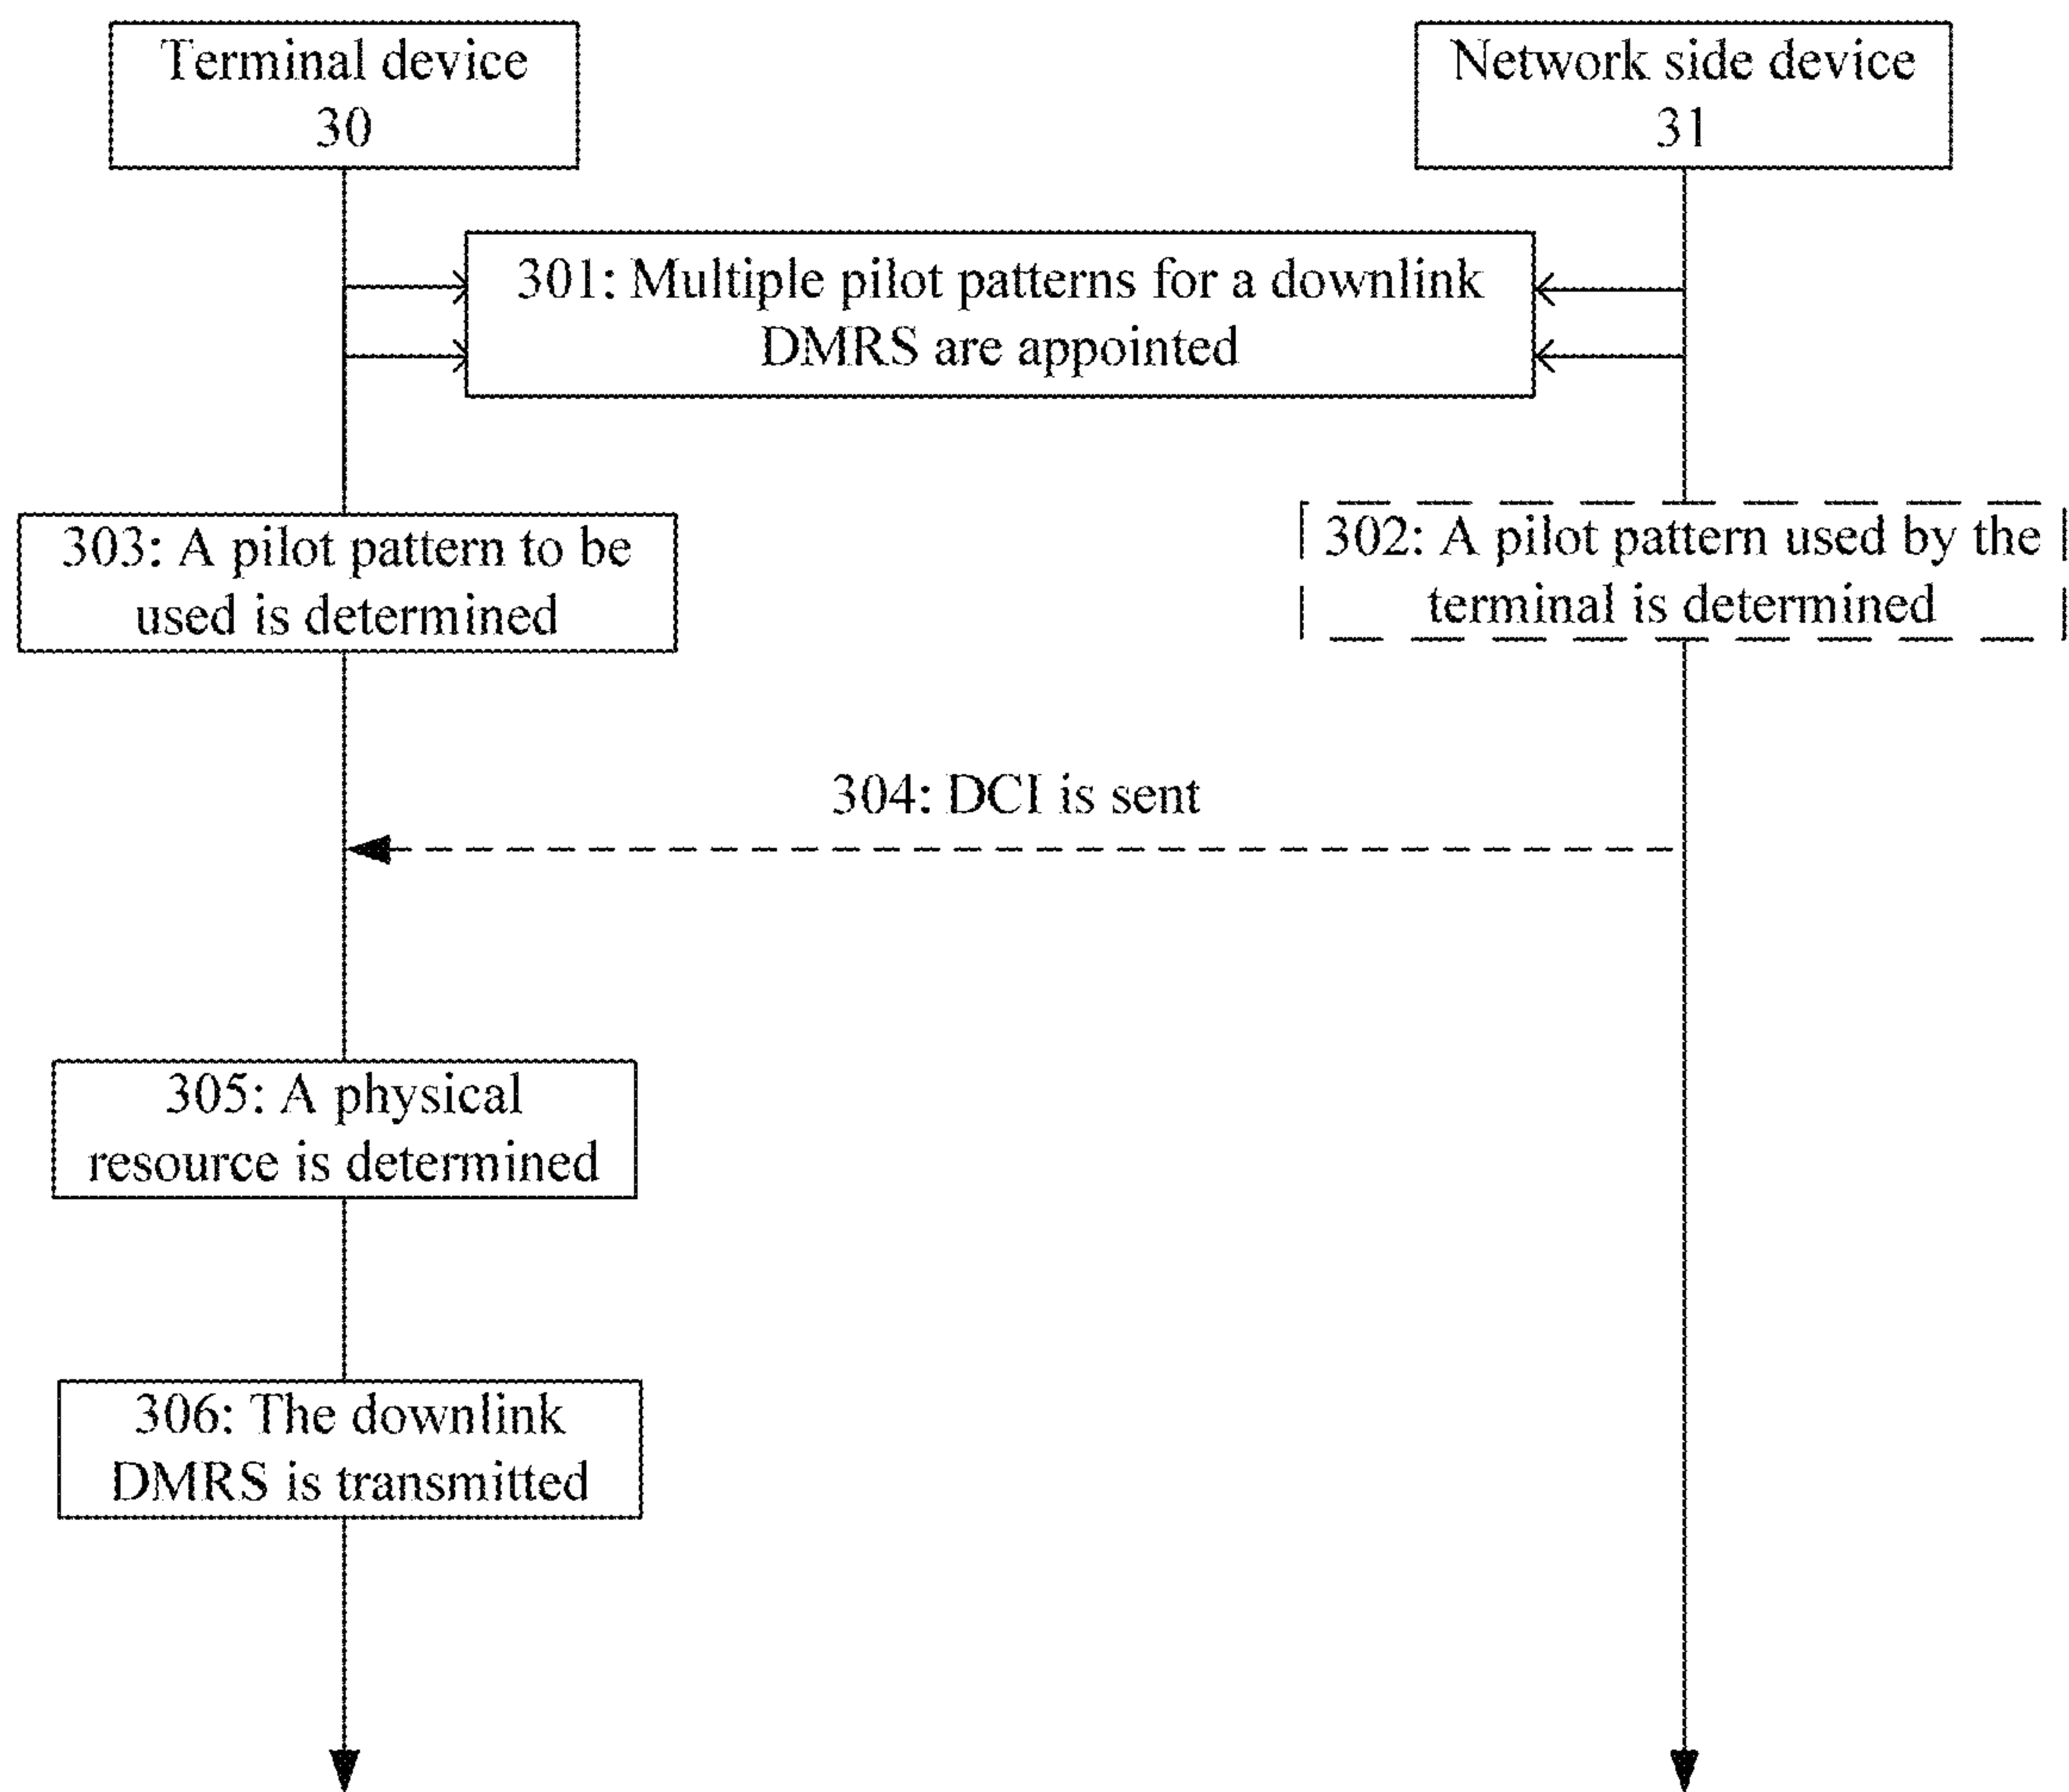 Terminal device
30
Network side device
31
301: Multiple pilot patterns for a downlink
DMRS are appointed
303: A pilot pattern to be
used is determined
302: A pilot pattern used by the
terminal is determined
304: DCI is sent
305: A physical
resource is determined
306: The downlink
DMRS is transmitted